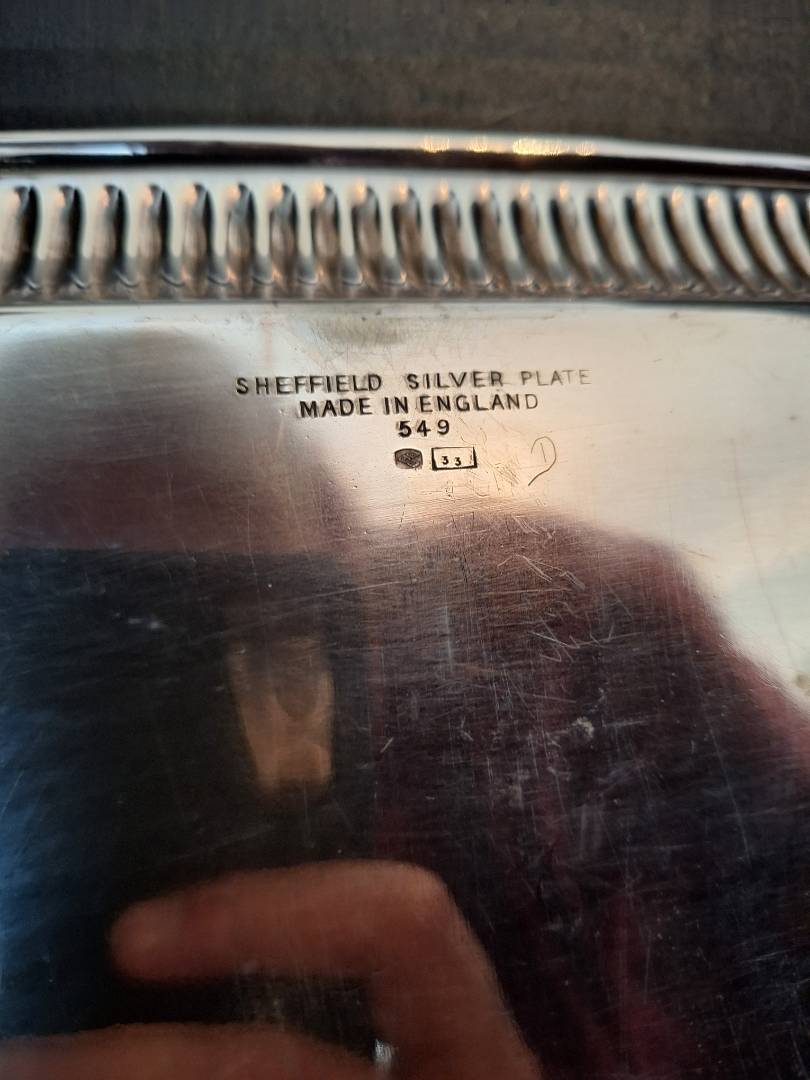 SHEFFIELD SILVER PLATE
MADE IN ENGLAND
549
33